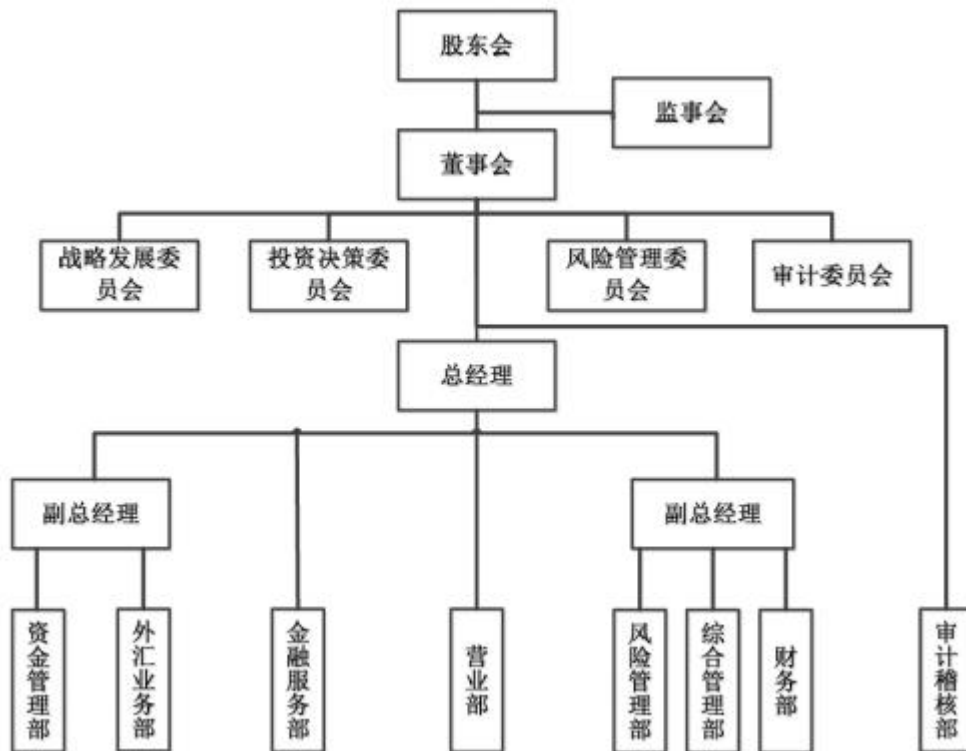 股东会
监事会
董事会
战略发展委
员会
投资决策委
员会
风险管理委
员会
审计委员会
总经理
副总经理
副总经理
资金管理部
外汇业务部
金融服务部
营业部
风险管理部
综合管理部
财务部
审计稽核部